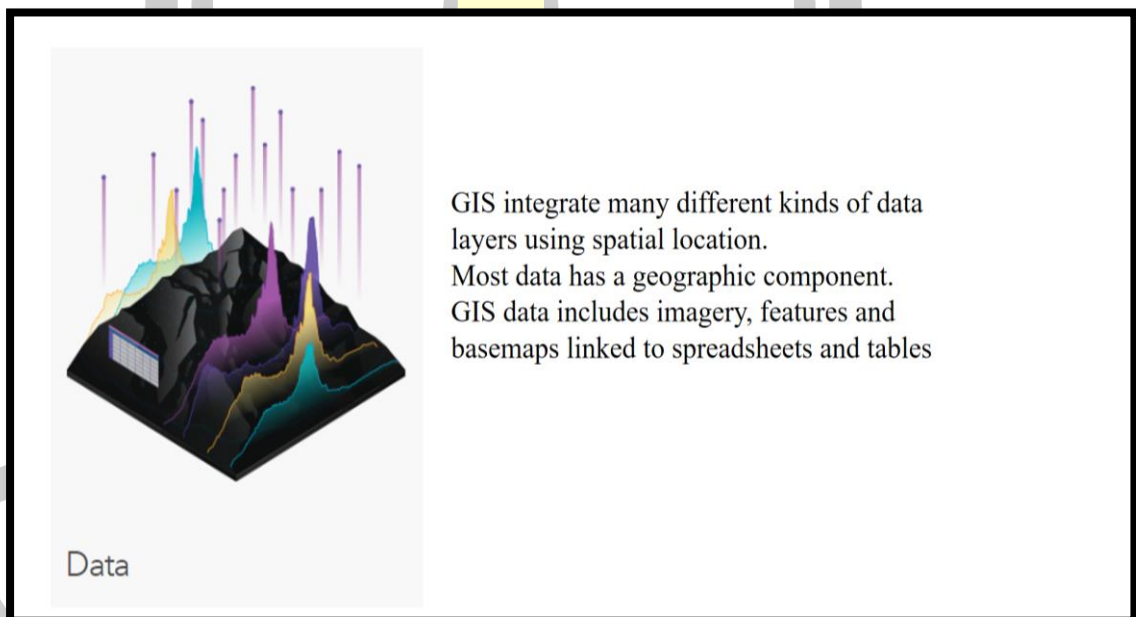 GIS integrate many different kinds of data
layers using spatial location.
Most data has a geographic component.
GIS data includes imagery, features and
basemaps linked to spreadsheets and tables
Data